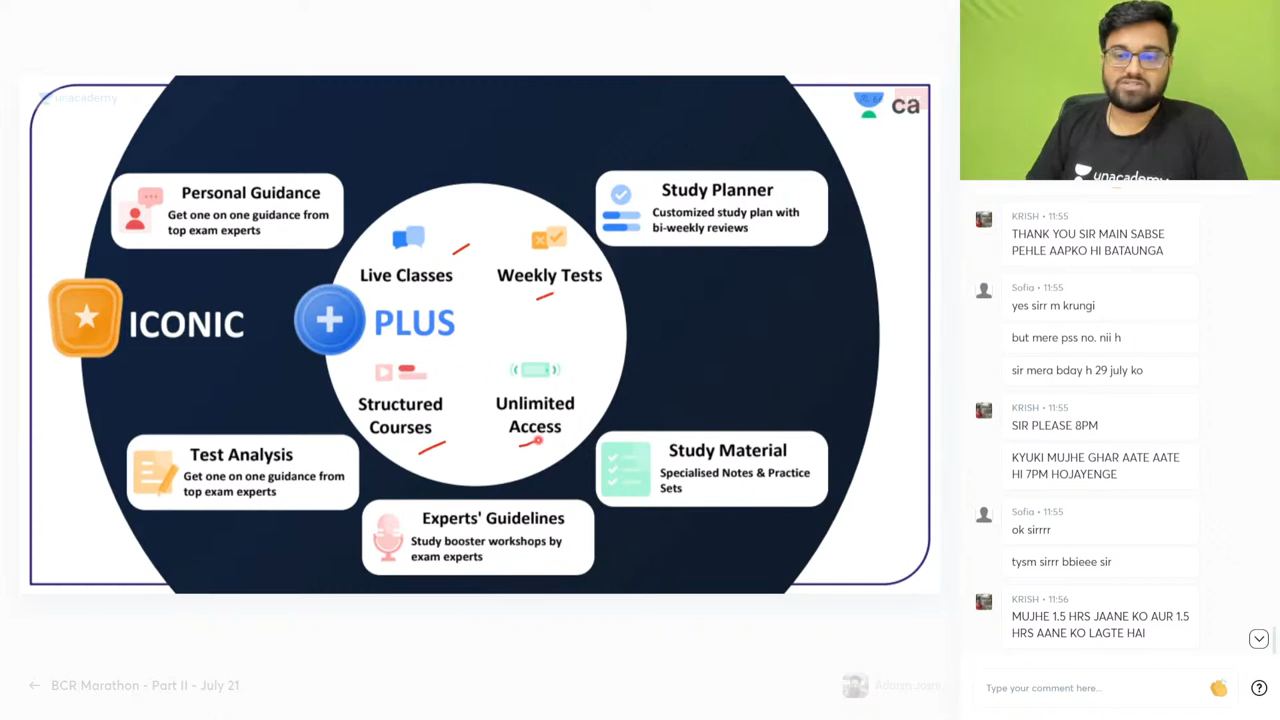 unacademy
ca
Personal Guidance
Get one on one guidance from
top exam experts
Study Planner
Customized study plan with
bi-weekly reviews
Live Classes
Weekly Tests
ICONIC
PLUS
Structured
Courses
Unlimited
Access
Test Analysis
Get one on one guidance from
top exam experts
Study Material
Specialised Notes & Practice
Sets
Experts' Guidelines
Study booster workshops by
exam experts
BCR Marathon - Part II - July 21
unacademy
KRISH • 11:55
THANK YOU SIR MAIN SABSE
PEHLE AAPKO HI BATAUNGA
Sofia • 11:55
yes sirr m krungi
but mere pss no. nii h
sir mera bday h 29 july ko
KRISH • 11:55
SIR PLEASE 8PM
KYUKI MUJHE GHAR AATE AATE
HI 7PM HOJAYENGE
Sofia • 11:55
ok sirrr
tysm sirrr bbieee sir
KRISH • 11:56
MUJHE 1.5 HRS JAANE KO AUR 1.5
HRS AANE KO LAGTE HAI
Type your comment here...